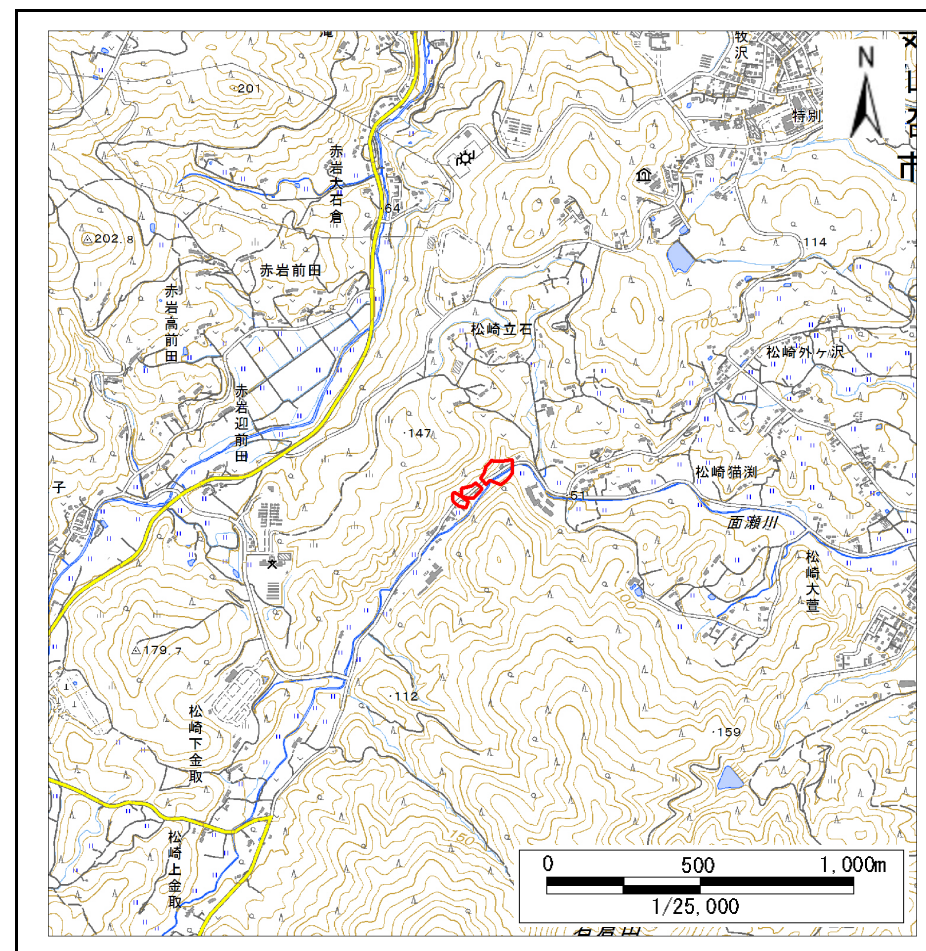 牧沢
N
201
特別
市
赤岩大石倉
64
202.8
114
赤岩前田
赤岩高前田
松崎立石
松崎外ヶ沢
赤岩迎前田
147
子
松崎猫渕
51
面瀬川
松崎大萱
100
179.7
112
松崎下金取
159
150
松崎上金取
0 500 1,000m
1/25,000